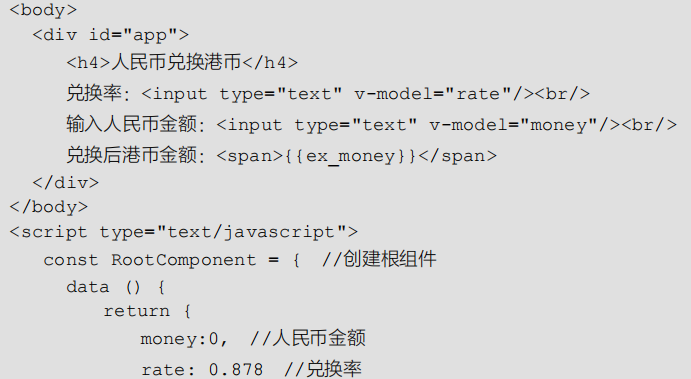 <body>
<div id="app">
<h4>人民币兑换港币</h4>
兑换率：<input type="text" v-model="rate"/><br/>
输入人民币金额：<input type="text" v-model="money"/><br/>
兑换后港币金额：<span>{{ex_money}}</span>
</div>
</body>
<script type="text/javascript">
const RootComponent = { //创建根组件
data () {
return {
money:0, //人民币金额
rate: 0.878 //兑换率